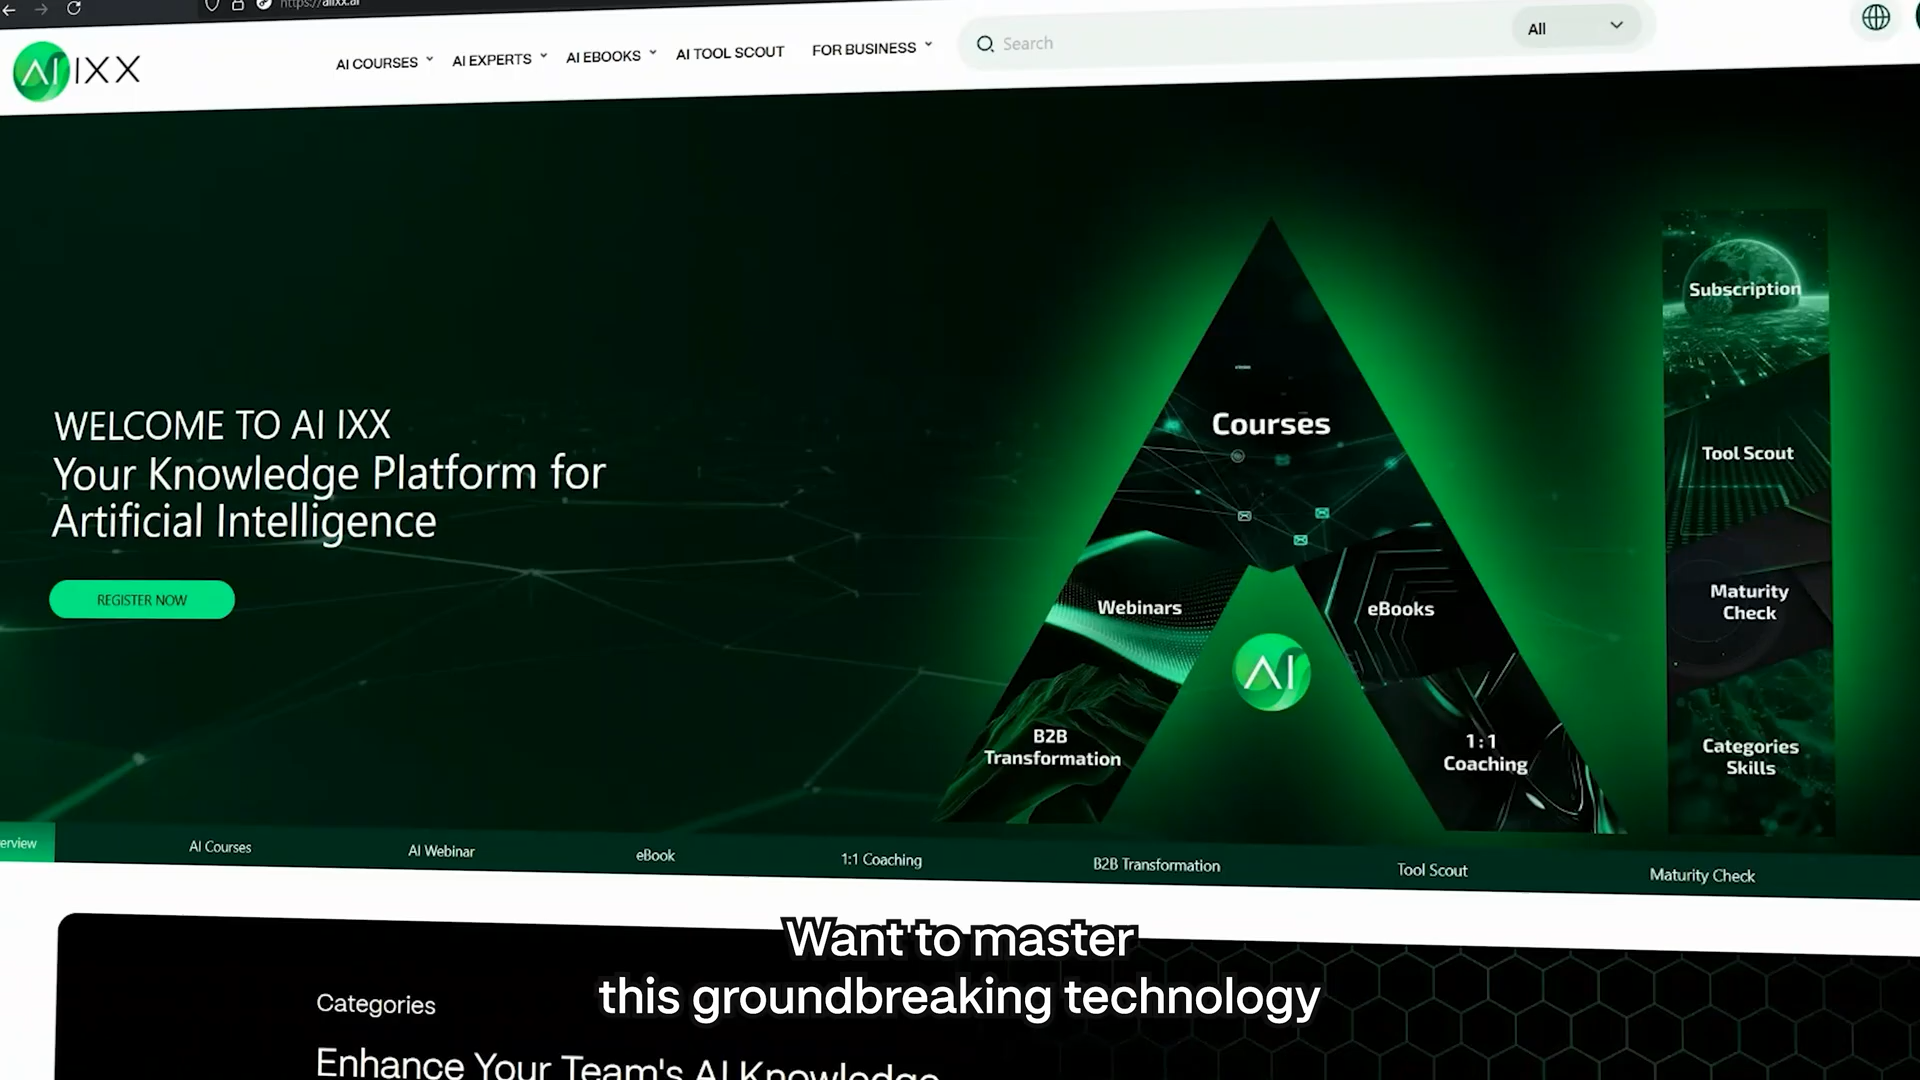 https://aiixx.ai
AI IXX
AI COURSES
AI EXPERTS
AI EBOOKS
AI TOOL SCOUT
FOR BUSINESS
Search
All
WELCOME TO AI IXX
Your Knowledge Platform for
Artificial Intelligence
REGISTER NOW
Courses
Webinars
eBooks
AI
B2B
Transformation
1:1
Coaching
Subscription
Tool Scout
Maturity
Check
Categories
Skills
erview
AI Courses
AI Webinar
eBook
1:1 Coaching
B2B Transformation
Tool Scout
Maturity Check
Want to master
this groundbreaking technology
Categories
Enhance Your Team's AI Knowledge